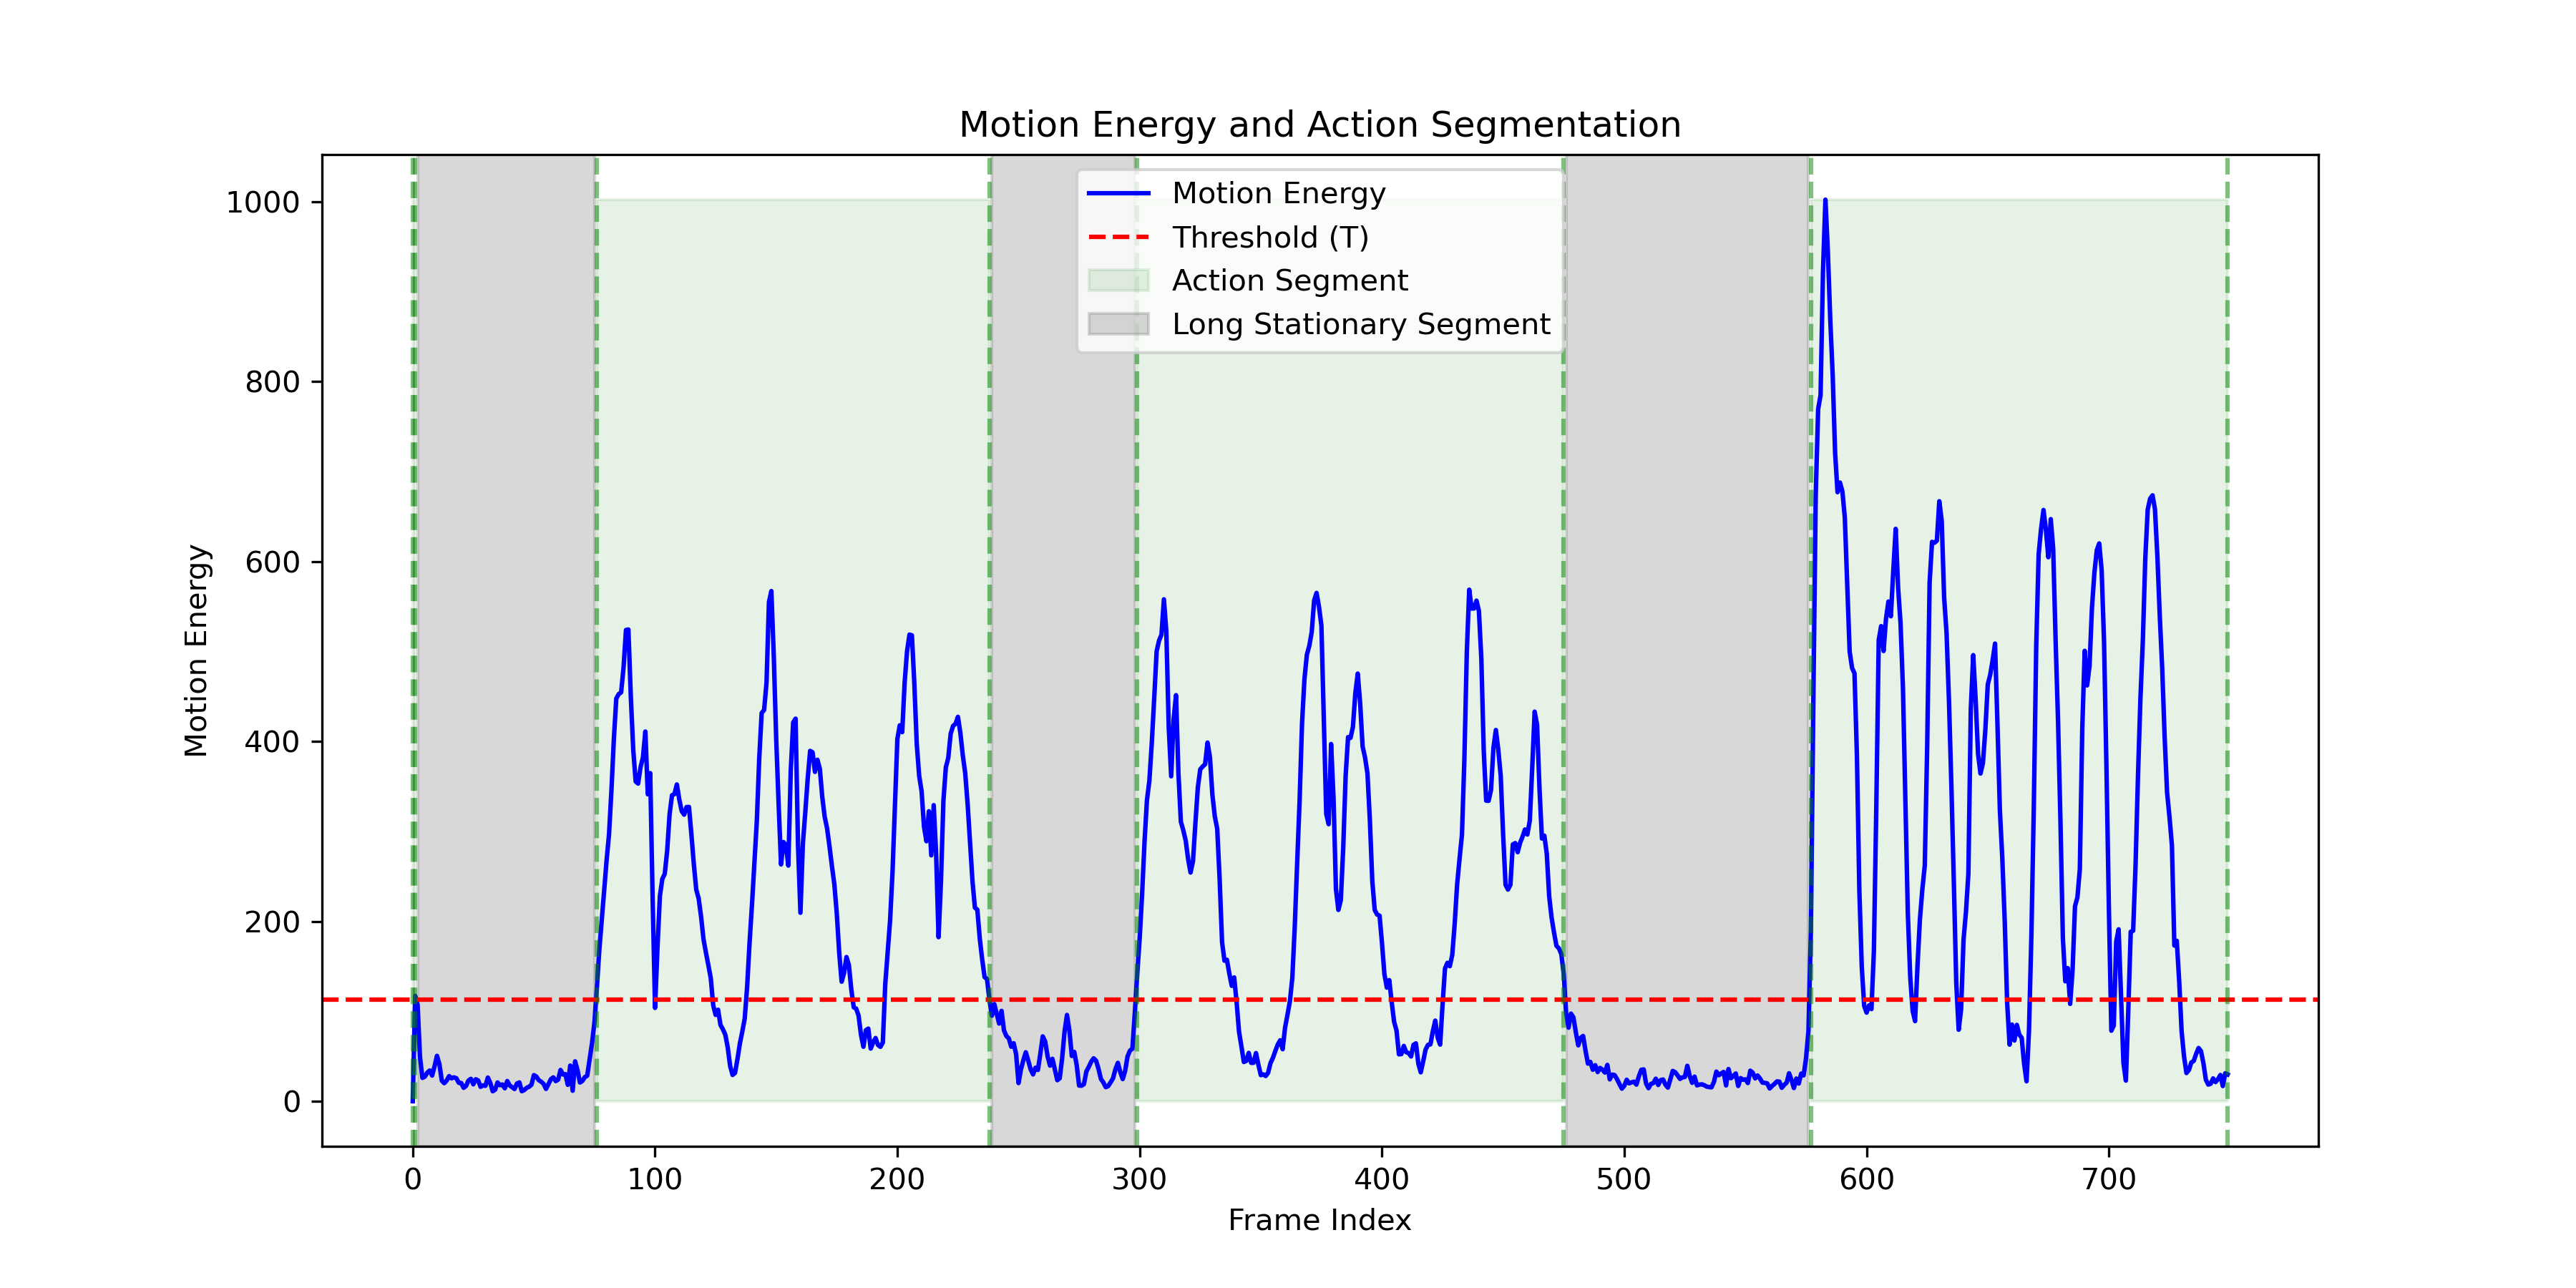 Motion Energy and Action Segmentation
Motion Energy
Threshold (T)
Action Segment
Long Stationary Segment
1000
800
600
400
200
0
Motion Energy
0 100 200 300 400 500 600 700
Frame Index